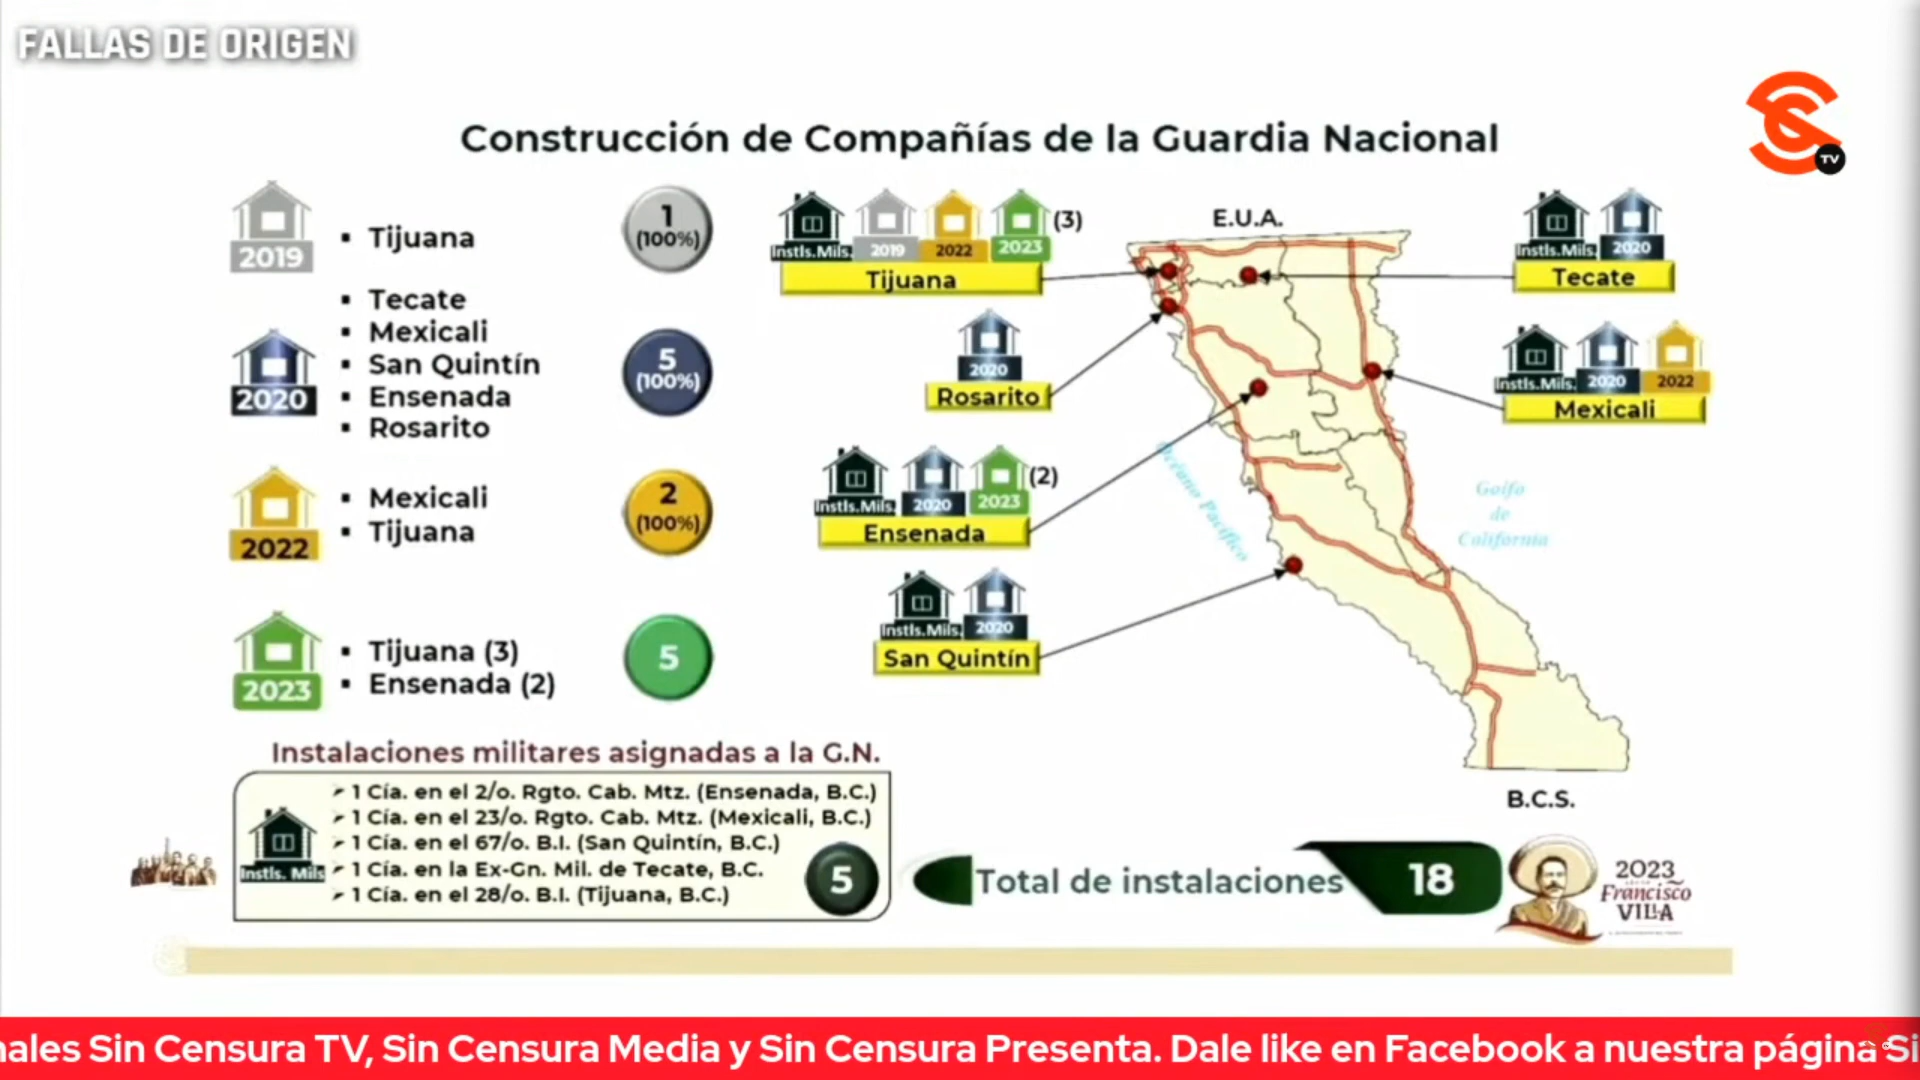 FALLAS DE ORIGEN
TV
Construcción de Compañías de la Guardia Nacional
2019
▪ Tijuana
1
(100%)
2020
▪ Tecate
▪ Mexicali
▪ San Quintín
▪ Ensenada
▪ Rosarito
5
(100%)
2022
▪ Mexicali
▪ Tijuana
2
(100%)
2023
▪ Tijuana (3)
▪ Ensenada (2)
5
Instls.Mils. 2019 2022 2023 (3)
Tijuana
E.U.A.
Instls.Mils. 2020
Tecate
2020
Rosarito
Instls.Mils. 2020 2022
Mexicali
Instls.Mils. 2020 2023 (2)
Ensenada
Océano Pacífico
Golfo
de
California
Instls.Mils. 2020
San Quintín
B.C.S.
Instalaciones militares asignadas a la G.N.
Instls. Mils
➢ 1 Cía. en el 2/o. Rgto. Cab. Mtz. (Ensenada, B.C.)
➢ 1 Cía. en el 23/o. Rgto. Cab. Mtz. (Mexicali, B.C.)
➢ 1 Cía. en el 67/o. B.I. (San Quintín, B.C.)
➢ 1 Cía. en la Ex-Gn. Mil. de Tecate, B.C.
➢ 1 Cía. en el 28/o. B.I. (Tijuana, B.C.)
5
Total de instalaciones 18
2023
Francisco
VILLA
nales Sin Censura TV, Sin Censura Media y Sin Censura Presenta. Dale like en Facebook a nuestra página Si